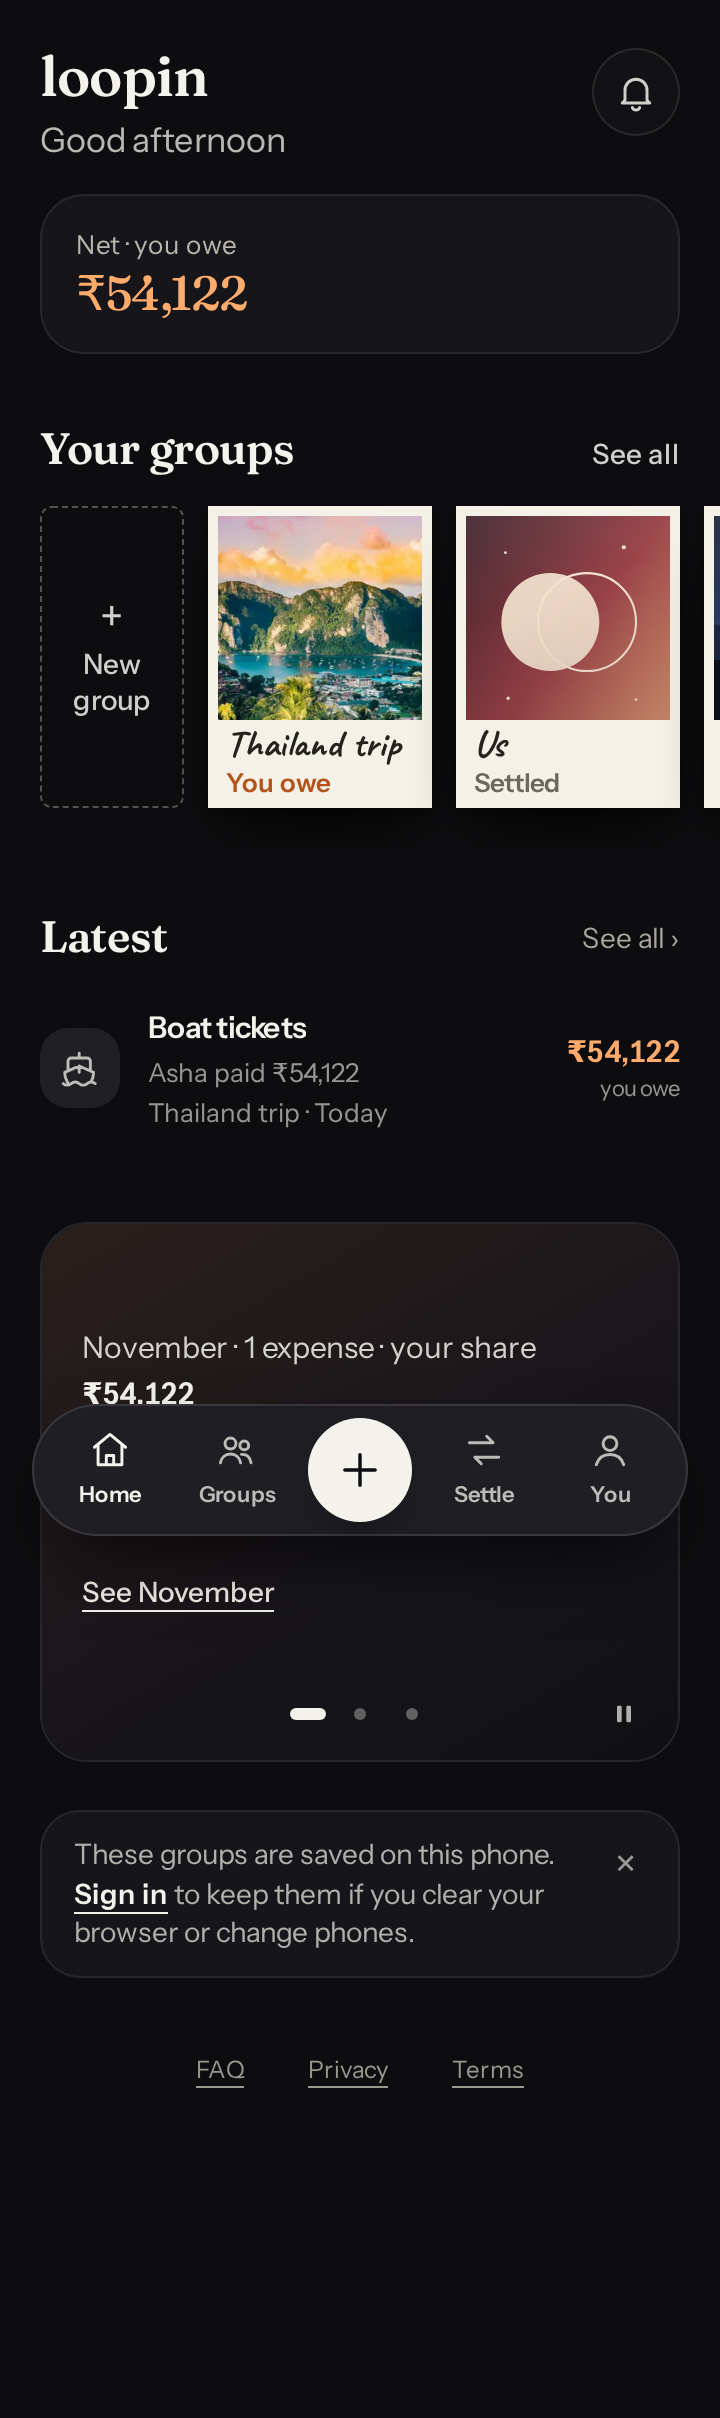 loopin
Good afternoon
Net · you owe
₹54,122
Your groups
See all
+
New
group
Thailand trip
You owe
Us
Settled
Latest
See all ›
Boat tickets
Asha paid ₹54,122
Thailand trip · Today
₹54,122
you owe
November · 1 expense · your share
₹54,122
Home
Groups
Settle
You
See November
These groups are saved on this phone.
Sign in to keep them if you clear your
browser or change phones.
FAQ
Privacy
Terms